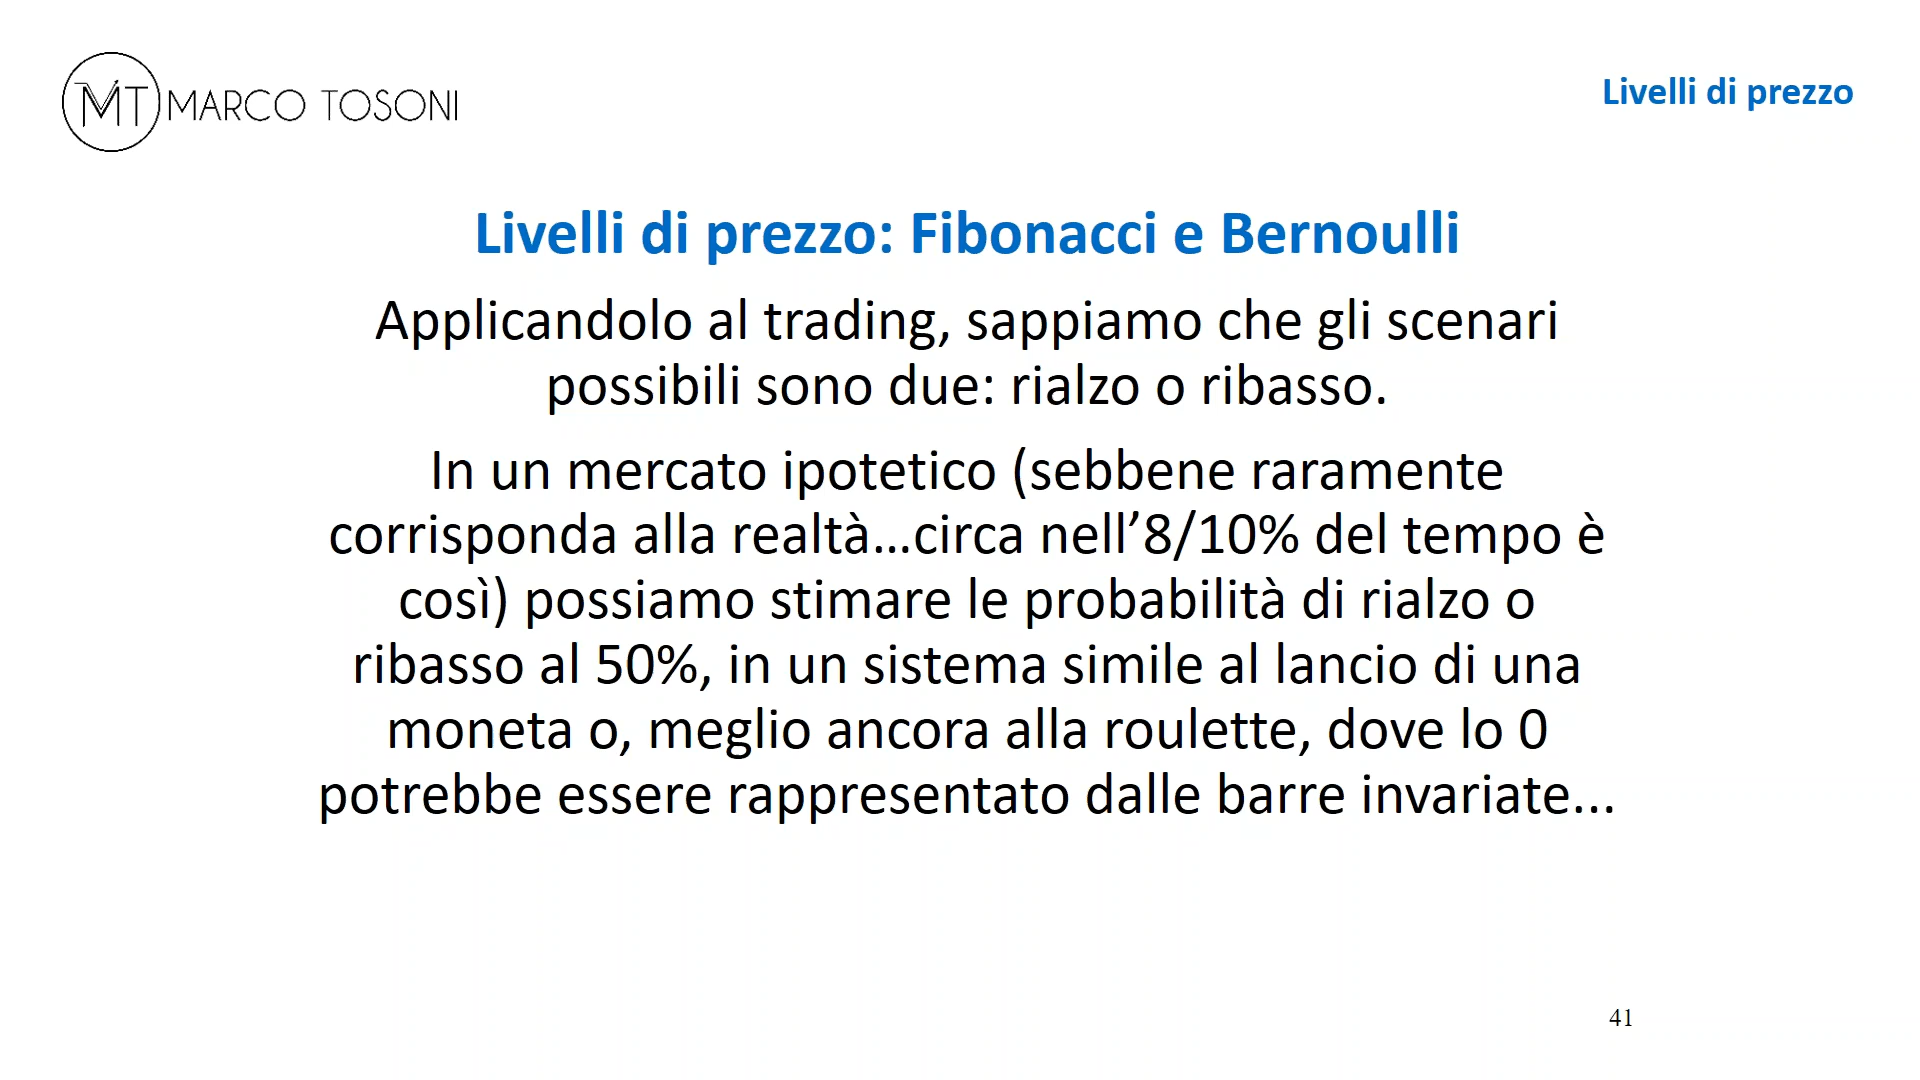 MT MARCO TOSONI
Livelli di prezzo
Livelli di prezzo: Fibonacci e Bernoulli
Applicandolo al trading, sappiamo che gli scenari
possibili sono due: rialzo o ribasso.
In un mercato ipotetico (sebbene raramente
corrisponda alla realtà...circa nell’8/10% del tempo è
così) possiamo stimare le probabilità di rialzo o
ribasso al 50%, in un sistema simile al lancio di una
moneta o, meglio ancora alla roulette, dove lo 0
potrebbe essere rappresentato dalle barre invariate...
41